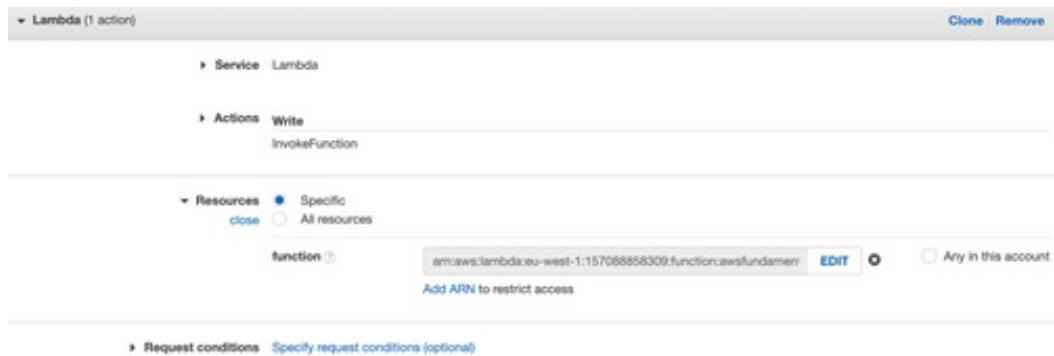 Lambda (1 action) Clone Remove
Service Lambda
Actions Write
InvokeFunction
Resources Specific
close All resources
function arn:aws:lambda:eu-west-1:157088858309:function:awsfundament EDIT Any in this account
Add ARN to restrict access
Request conditions Specify request conditions (optional)